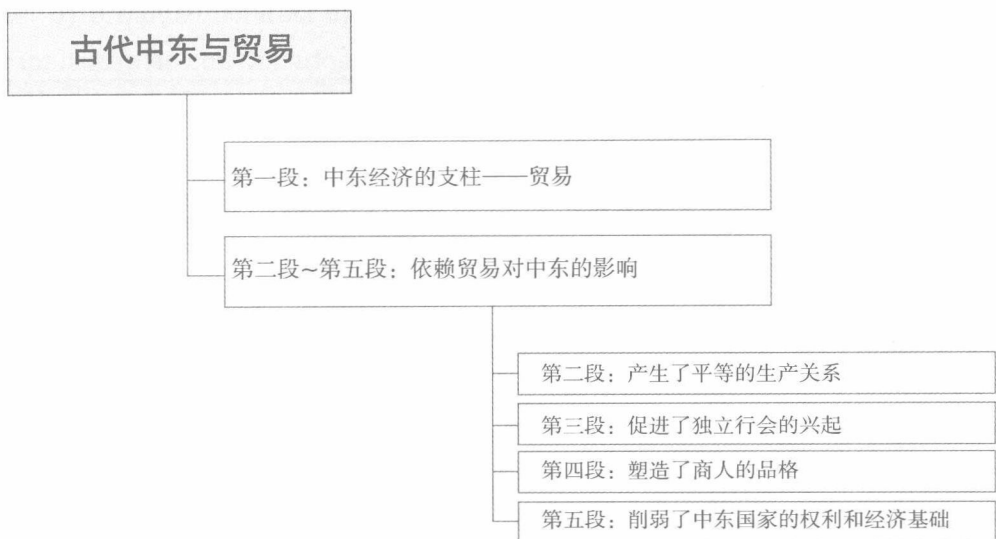 古代中东与贸易
第一段：中东经济的支柱——贸易
第二段~第五段：依赖贸易对中东的影响
第二段：产生了平等的生产关系
第三段：促进了独立行会的兴起
第四段：塑造了商人的品格
第五段：削弱了中东国家的权利和经济基础